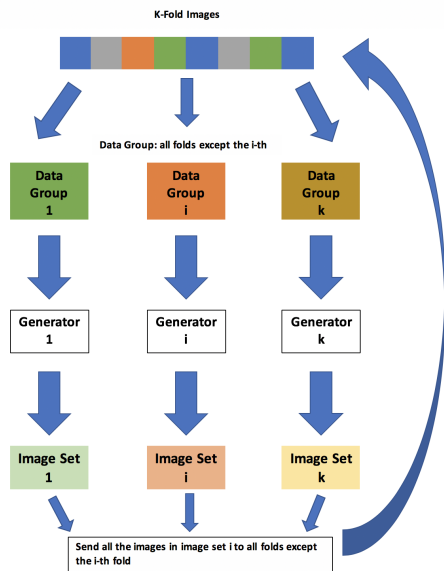 K-Fold Images
Data Group: all folds except the i-th
Data
Group
1
Data
Group
i
Data
Group
k
Generator
1
Generator
i
Generator
k
Image Set
1
Image Set
i
Image Set
k
Send all the images in image set i to all folds except
the i-th fold